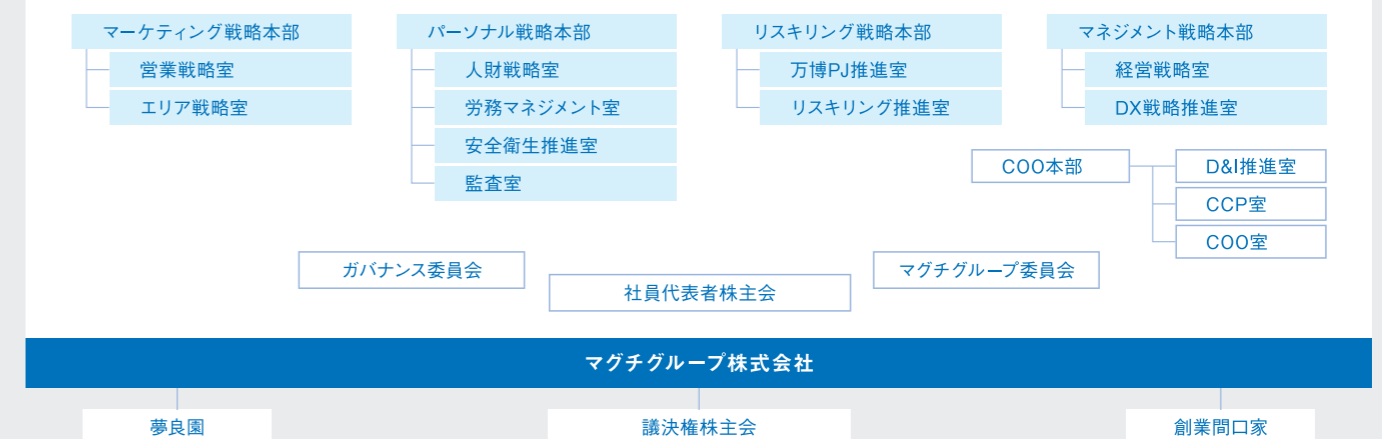 マーケティング戦略本部
営業戦略室
エリア戦略室
パーソナル戦略本部
人財戦略室
労務マネジメント室
安全衛生推進室
監査室
リスキリング戦略本部
万博PJ推進室
リスキリング推進室
マネジメント戦略本部
経営戦略室
DX戦略推進室
COO本部
D&I推進室
CCP室
COO室
ガバナンス委員会
社員代表者株主会
マグチグループ委員会
マグチグループ株式会社
夢良園
議決権株主会
創業間口家